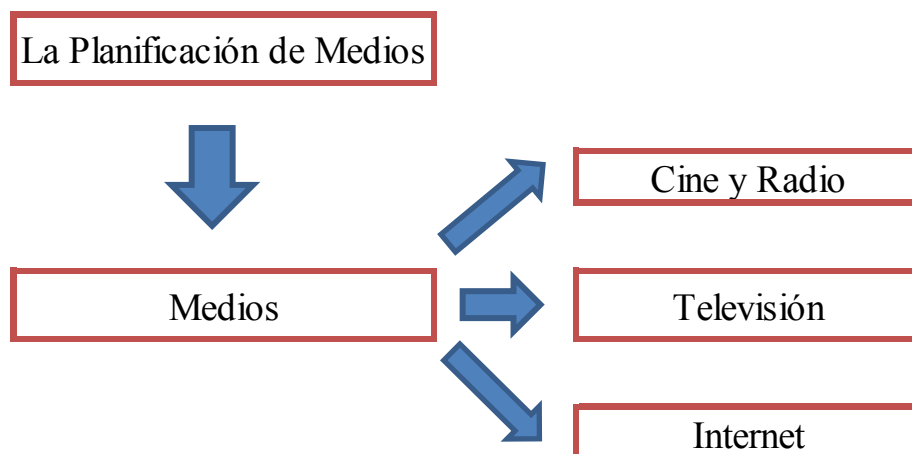 La Planificación de Medios
Cine y Radio
Medios
Televisión
Internet